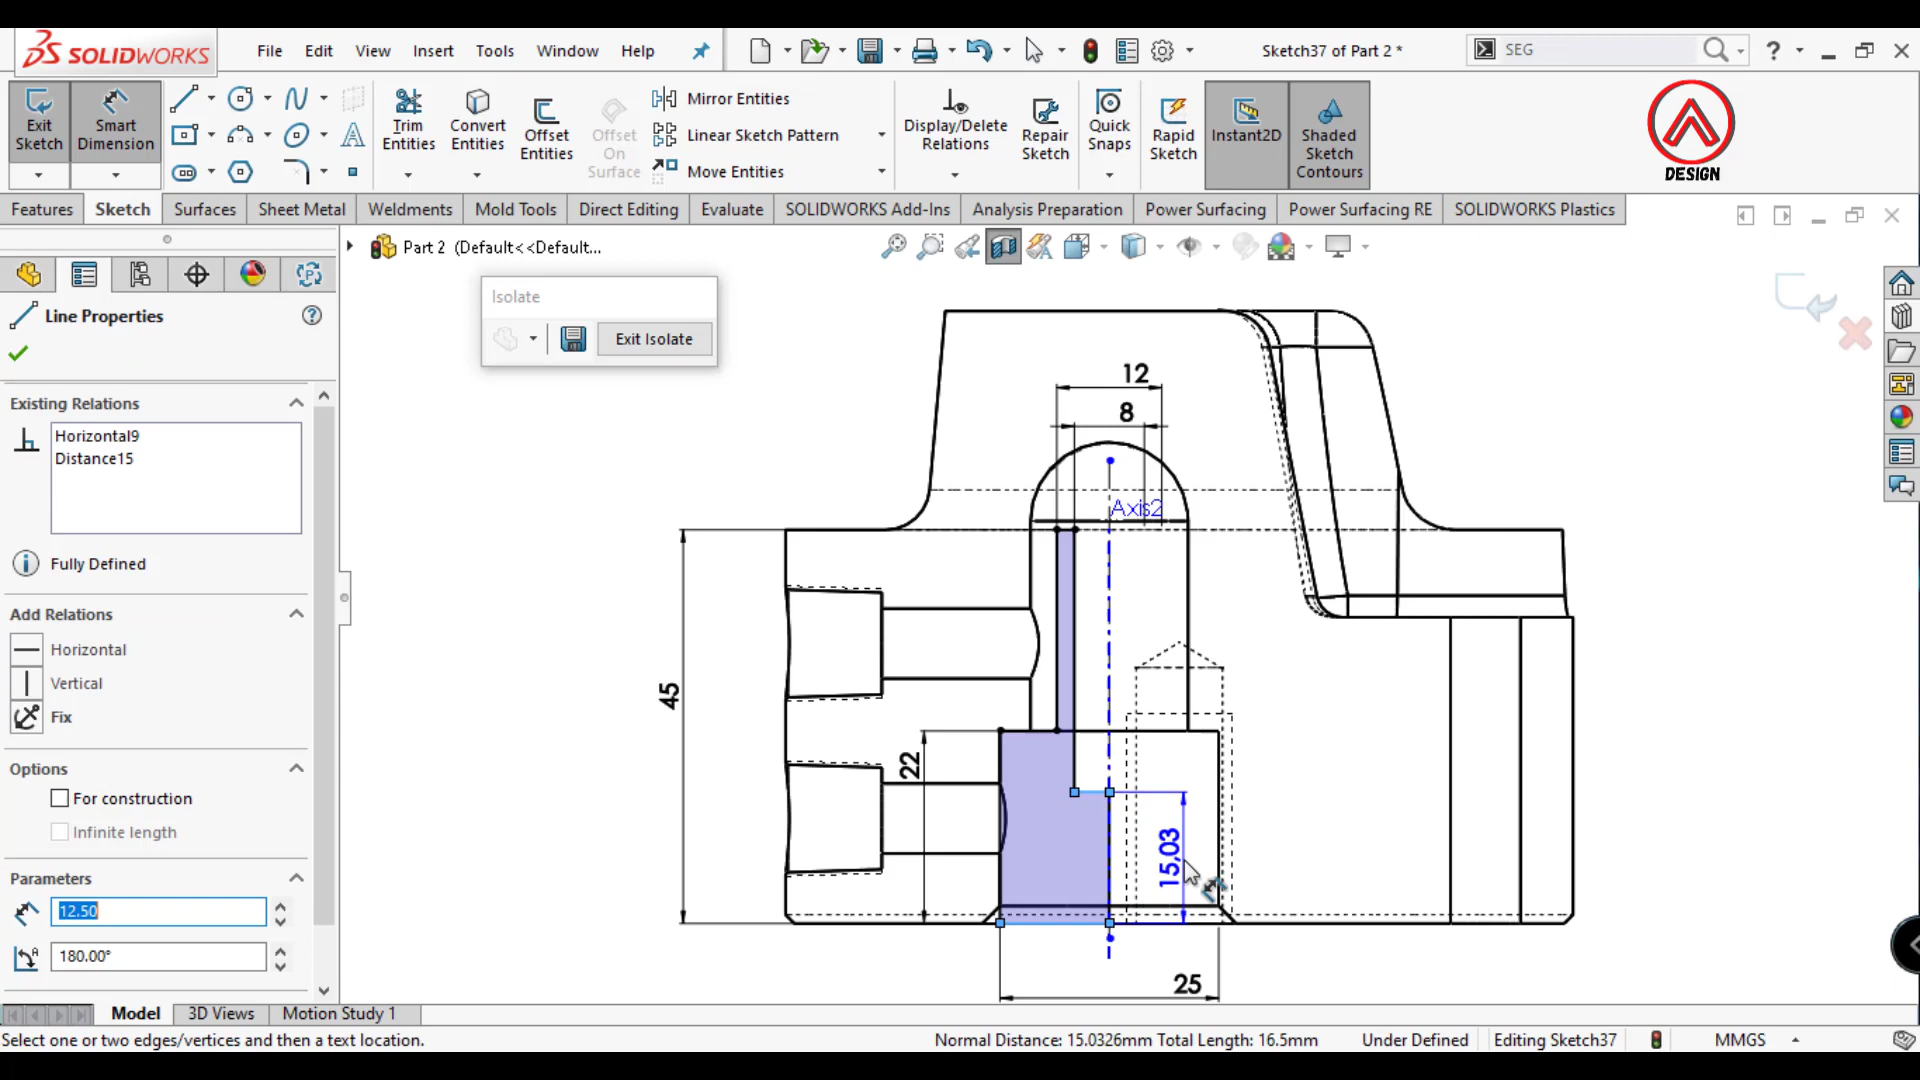 SOLIDWORKS
File Edit View Insert Tools Window Help
Sketch37 of Part 2 *
SEG
Exit Sketch
Smart Dimension
Trim Entities
Convert Entities
Offset Entities
Offset On Surface
Mirror Entities
Linear Sketch Pattern
Move Entities
Display/Delete Relations
Repair Sketch
Quick Snaps
Rapid Sketch
Instant2D
Shaded Sketch Contours
DESIGN
Features Sketch Surfaces Sheet Metal Weldments Mold Tools Direct Editing Evaluate SOLIDWORKS Add-Ins Analysis Preparation Power Surfacing Power Surfacing RE SOLIDWORKS Plastics
Part 2 (Default<<Default...
Line Properties
Isolate
Exit Isolate
Existing Relations
Horizontal9
Distance15
Fully Defined
Add Relations
Horizontal
Vertical
Fix
Options
For construction
Infinite length
Parameters
12.50
180.00°
12
8
Axis2
45
22
15,03
25
Model 3D Views Motion Study 1
Select one or two edges/vertices and then a text location.
Normal Distance: 15.0326mm Total Length: 16.5mm Under Defined Editing Sketch37 MMGS